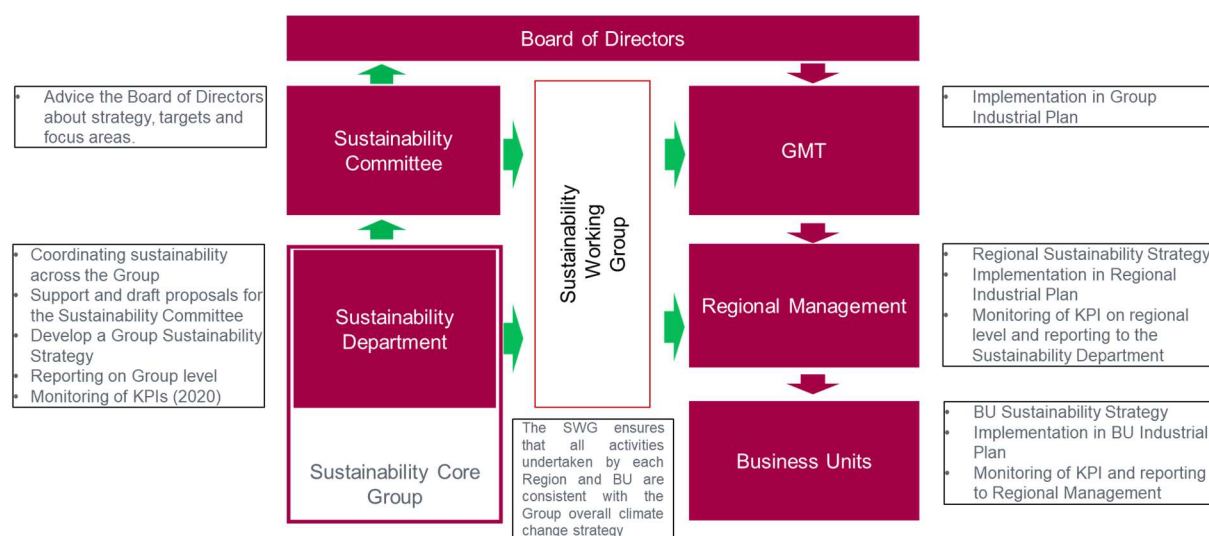 Board of Directors
• Advice the Board of Directors
about strategy, targets and
focus areas.
Sustainability
Committee
Sustainability
Working
Group
GMT
• Implementation in Group
Industrial Plan
• Coordinating sustainability
across the Group
• Support and draft proposals for
the Sustainability Committee
• Develop a Group Sustainability
Strategy
• Reporting on Group level
• Monitoring of KPIs (2020)
Sustainability
Department
Sustainability Core
Group
The SWG ensures
that all activities
undertaken by each
Region and BU are
consistent with the
Group overall climate
change strategy
Regional Management
• Regional Sustainability Strategy
• Implementation in Regional
Industrial Plan
• Monitoring of KPI on regional
level and reporting to the
Sustainability Department
Business Units
• BU Sustainability Strategy
• Implementation in BU Industrial
Plan
• Monitoring of KPI and reporting
to Regional Management